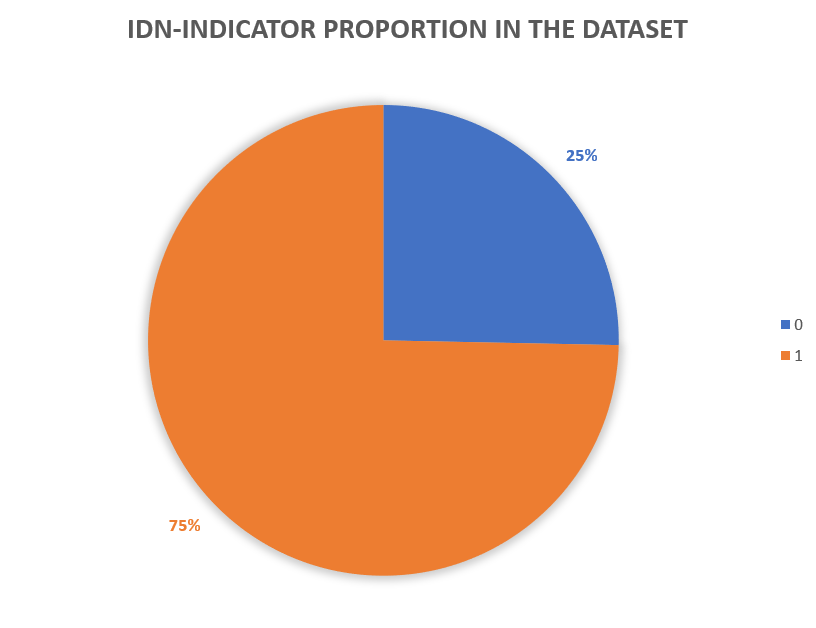 IDN-INDICATOR PROPORTION IN THE DATASET
25%
0
1
75%